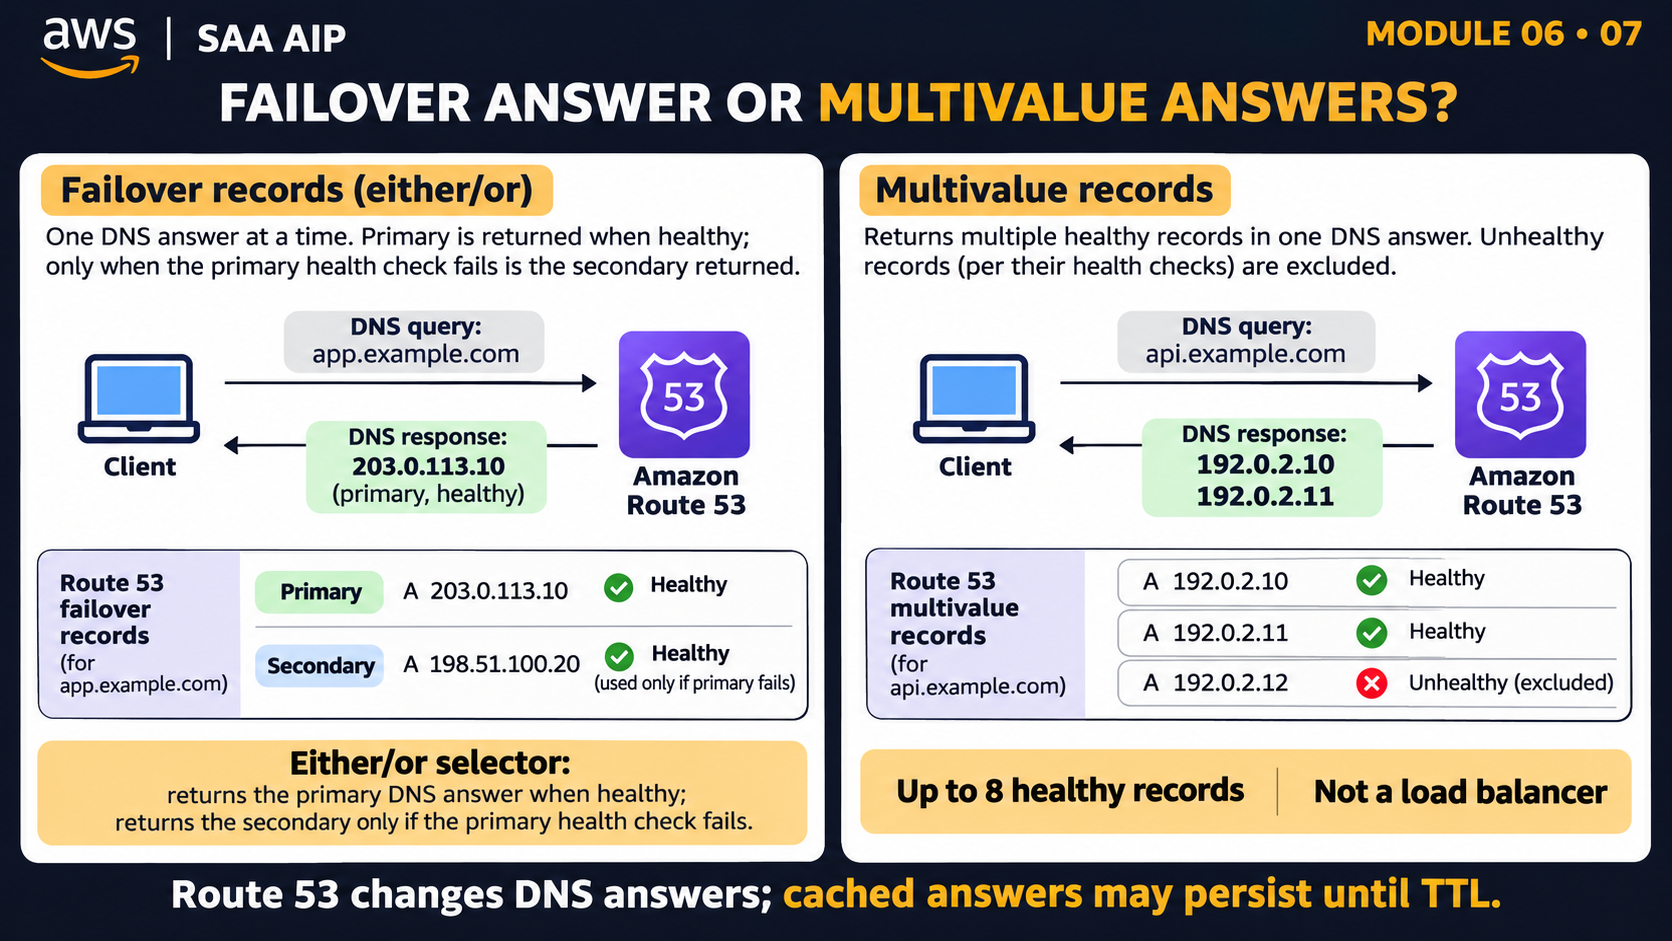 aws | SAA AIP
MODULE 06 • 07
FAILOVER ANSWER OR MULTIVALUE ANSWERS?
Failover records (either/or)
One DNS answer at a time. Primary is returned when healthy;
only when the primary health check fails is the secondary returned.
DNS query:
app.example.com
Client
DNS response:
203.0.113.10
(primary, healthy)
53
Amazon
Route 53
Route 53
failover
records
(for
app.example.com)
Primary A 203.0.113.10 Healthy
Secondary A 198.51.100.20 Healthy
(used only if primary fails)
Either/or selector:
returns the primary DNS answer when healthy;
returns the secondary only if the primary health check fails.
Multivalue records
Returns multiple healthy records in one DNS answer. Unhealthy
records (per their health checks) are excluded.
DNS query:
api.example.com
Client
DNS response:
192.0.2.10
192.0.2.11
53
Amazon
Route 53
Route 53
multivalue
records
(for
api.example.com)
A 192.0.2.10 Healthy
A 192.0.2.11 Healthy
A 192.0.2.12 Unhealthy (excluded)
Up to 8 healthy records | Not a load balancer
Route 53 changes DNS answers; cached answers may persist until TTL.